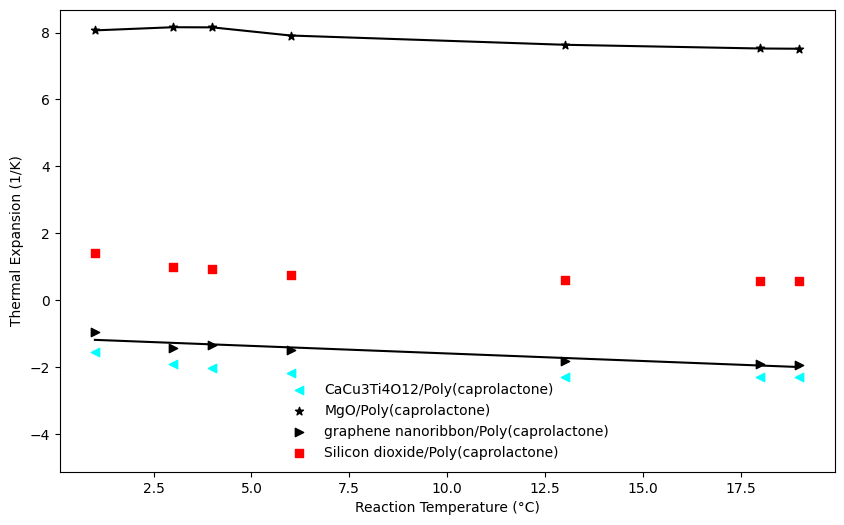 8
6
4
2
0
−2
−4
Thermal Expansion (1/K)
CaCu3Ti4O12/Poly(caprolactone)
MgO/Poly(caprolactone)
graphene nanoribbon/Poly(caprolactone)
Silicon dioxide/Poly(caprolactone)
2.5 5.0 7.5 10.0 12.5 15.0 17.5
Reaction Temperature (°C)